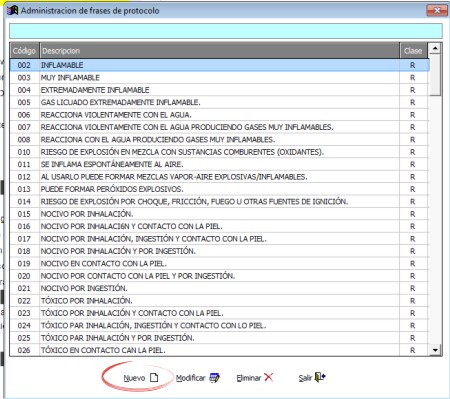 Administracion de frases de protocolo
Código Descripcion Clase
002 INFLAMABLE R
003 MUY INFLAMABLE R
004 EXTREMADAMENTE INFLAMABLE R
005 GAS LICUADO EXTREMADAMENTE INFLAMABLE. R
006 REACCIONA VIOLENTAMENTE CON EL AGUA. R
007 REACCIONA VIOLENTAMENTE CON EL AGUA PRODUCIENDO GASES MUY INFLAMABLES. R
008 REACCIONA CON EL AGUA PRODUCIENDO GASES MUY INFLAMABLES. R
010 RIESGO DE EXPLOSIÓN EN MEZCLA CON SUSTANCIAS COMBURENTES (OXIDANTES). R
011 SE INFLAMA ESPONTÁNEAMENTE AL AIRE. R
012 AL USARLO PUEDE FORMAR MEZCLAS VAPOR-AIRE EXPLOSIVAS/INFLAMABLES. R
013 PUEDE FORMAR PERÓXIDOS EXPLOSIVOS. R
014 RIESGO DE EXPLOSIÓN POR CHOQUE, FRICCIÓN, FUEGO U OTRAS FUENTES DE IGNICIÓN. R
015 NOCIVO POR INHALACIÓN. R
016 NOCIVO POR INHALACI6N Y CONTACTO CON LA PIEL. R
017 NOCIVO POR INHALACIÓN, INGESTIÓN Y CONTACTO CON LA PIEL. R
018 NOCIVO POR INHALACIÓN Y POR INGESTIÓN. R
019 NOCIVO EN CONTACTO CON LA PIEL. R
020 NOCIVO POR CONTACTO CON LA PIEL Y POR INGESTIÓN. R
021 NOCIVO POR INGESTIÓN. R
022 TÓXICO POR INHALACIÓN. R
023 TÓXICO POR INHALACIÓN Y CONTACTO CON LA PIEL. R
024 TÓXICO PAR INHALACIÓN, INGESTIÓN Y CONTACTO CON LO PIEL. R
025 TÓXICO PAR INHALACIÓN Y POR INGESTIÓN. R
026 TÓXICO EN CONTACTO CAN LA PIEL. R
Nuevo Modificar Eliminar Salir